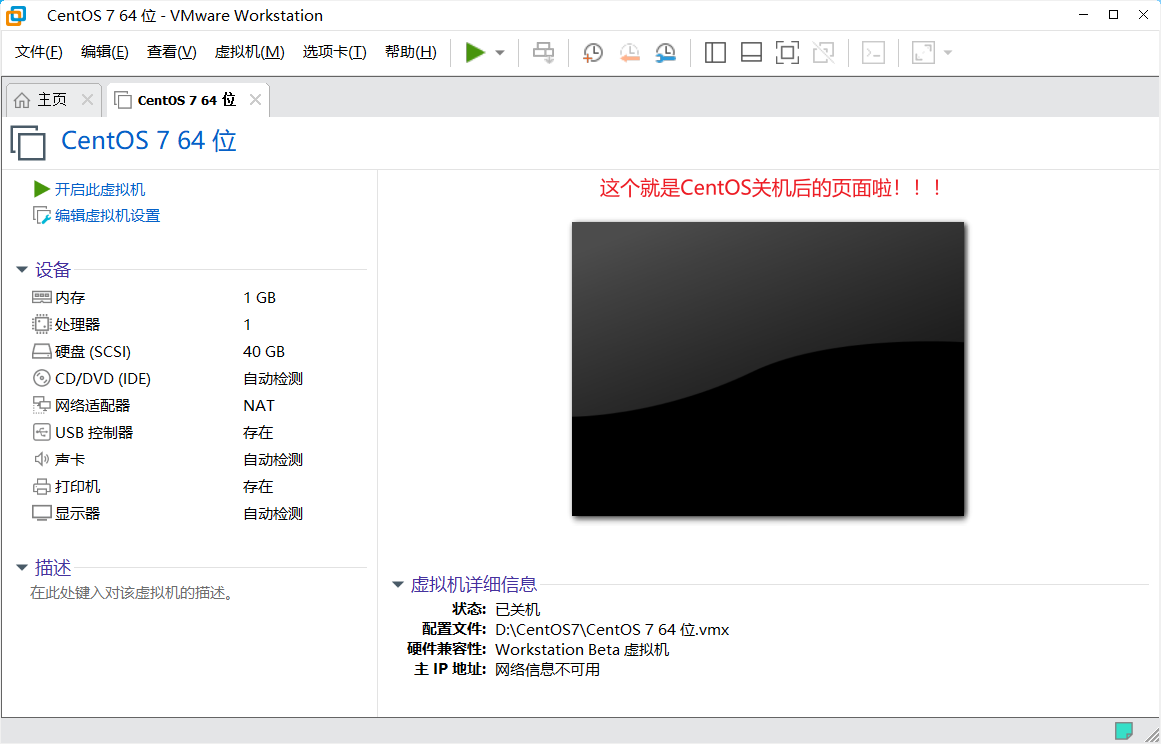 CentOS 7 64 位 - VMware Workstation
文件(F) 编辑(E) 查看(V) 虚拟机(M) 选项卡(T) 帮助(H)
主页 CentOS 7 64 位
CentOS 7 64 位
开启此虚拟机
编辑虚拟机设置
设备
内存 1 GB
处理器 1
硬盘 (SCSI) 40 GB
CD/DVD (IDE) 自动检测
网络适配器 NAT
USB 控制器 存在
声卡 自动检测
打印机 存在
显示器 自动检测
描述
在此处键入对该虚拟机的描述。
这个就是CentOS关机后的页面啦！！！
虚拟机详细信息
状态: 已关机
配置文件: D:\CentOS7\CentOS 7 64 位.vmx
硬件兼容性: Workstation Beta 虚拟机
主 IP 地址: 网络信息不可用